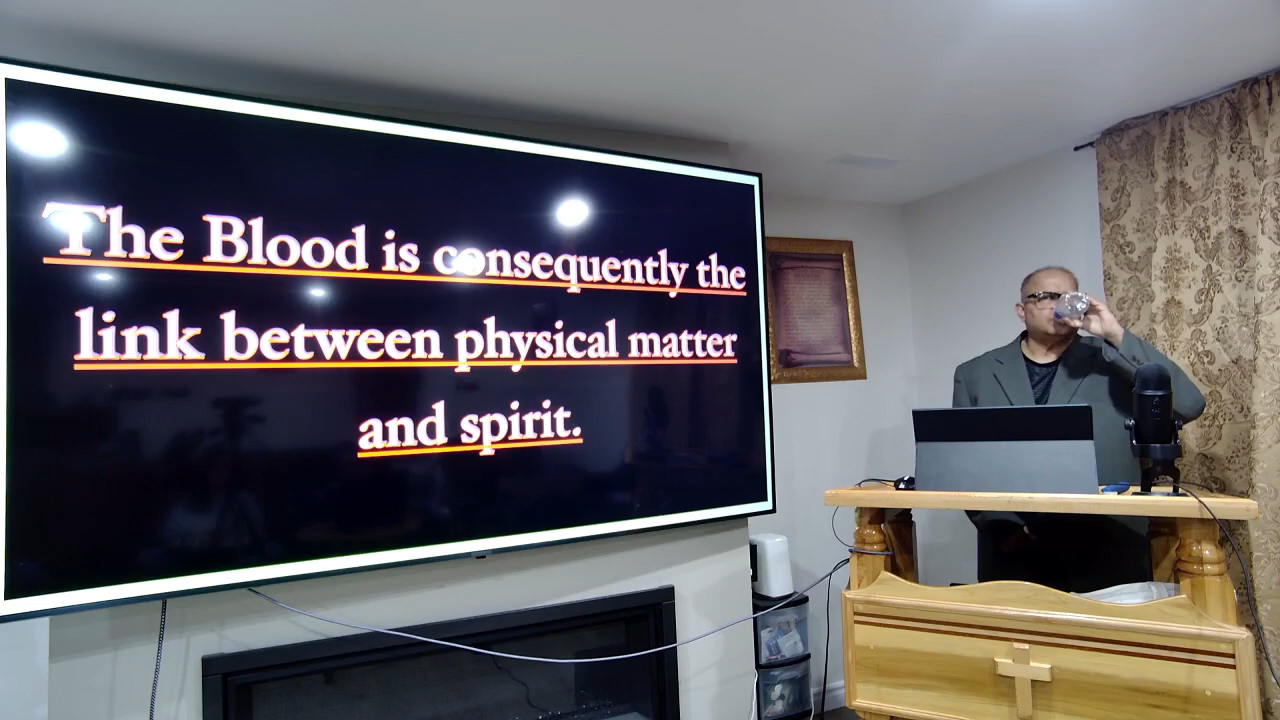 The Blood is consequently the
link between physical matter
and spirit.